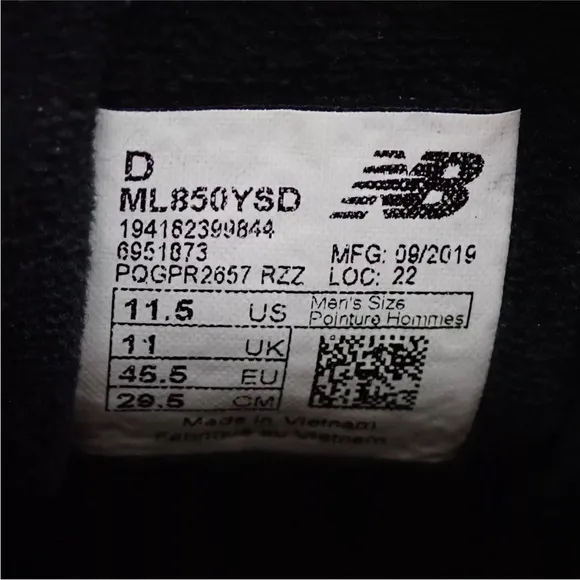 D
NB
ML850YSD
194182399844
6951873
MFG: 09/2019
PQGPR2657 RZZ
LOC: 22
11.5 US Men's Size
Pointure Hommes
11 UK
45.5 EU
29.5 CM
Made in Vietnam
Fabriqué au Vietnam